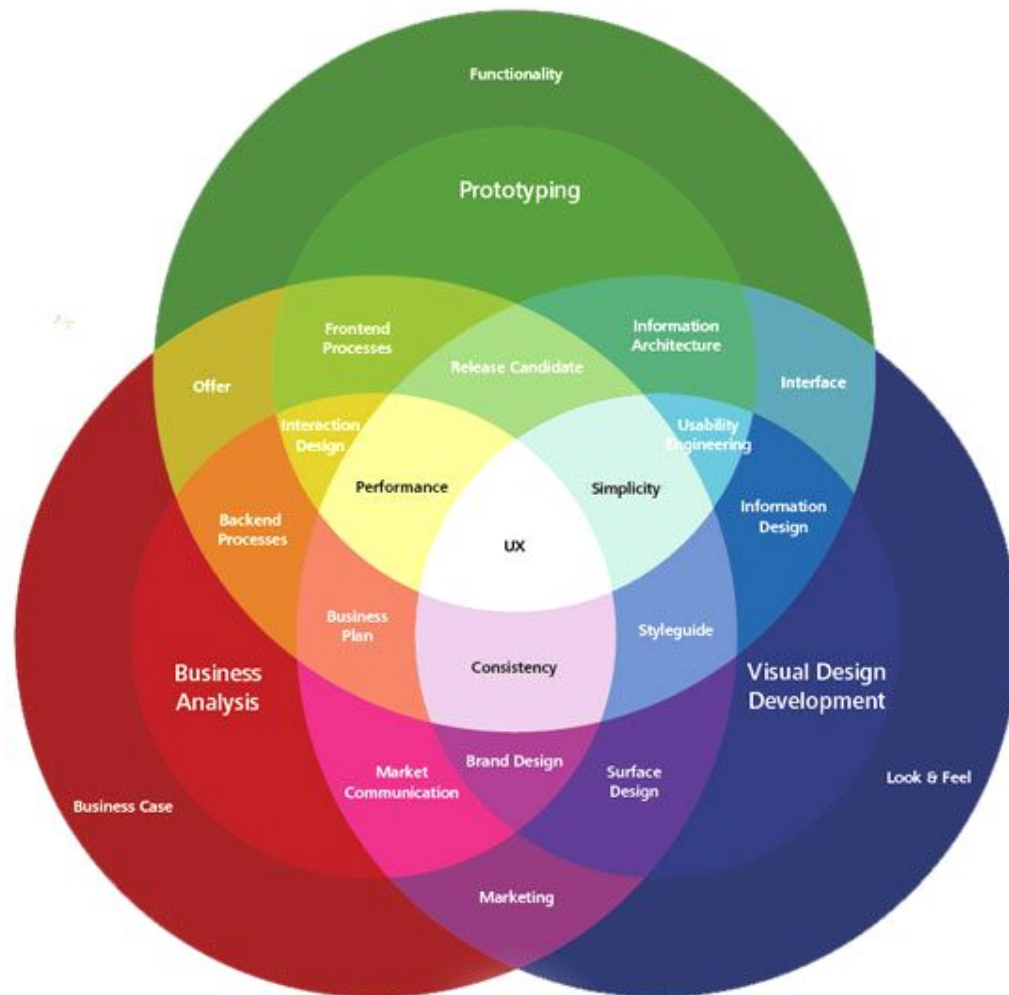 Functionality
Prototyping
Frontend
Processes
Information
Architecture
Release Candidate
Offer
Interface
Interaction
Design
Usability
Engineering
Performance
Simplicity
Backend
Processes
Information
Design
UX
Business
Plan
Styleguide
Consistency
Business
Analysis
Visual Design
Development
Brand Design
Market
Communication
Surface
Design
Business Case
Look & Feel
Marketing